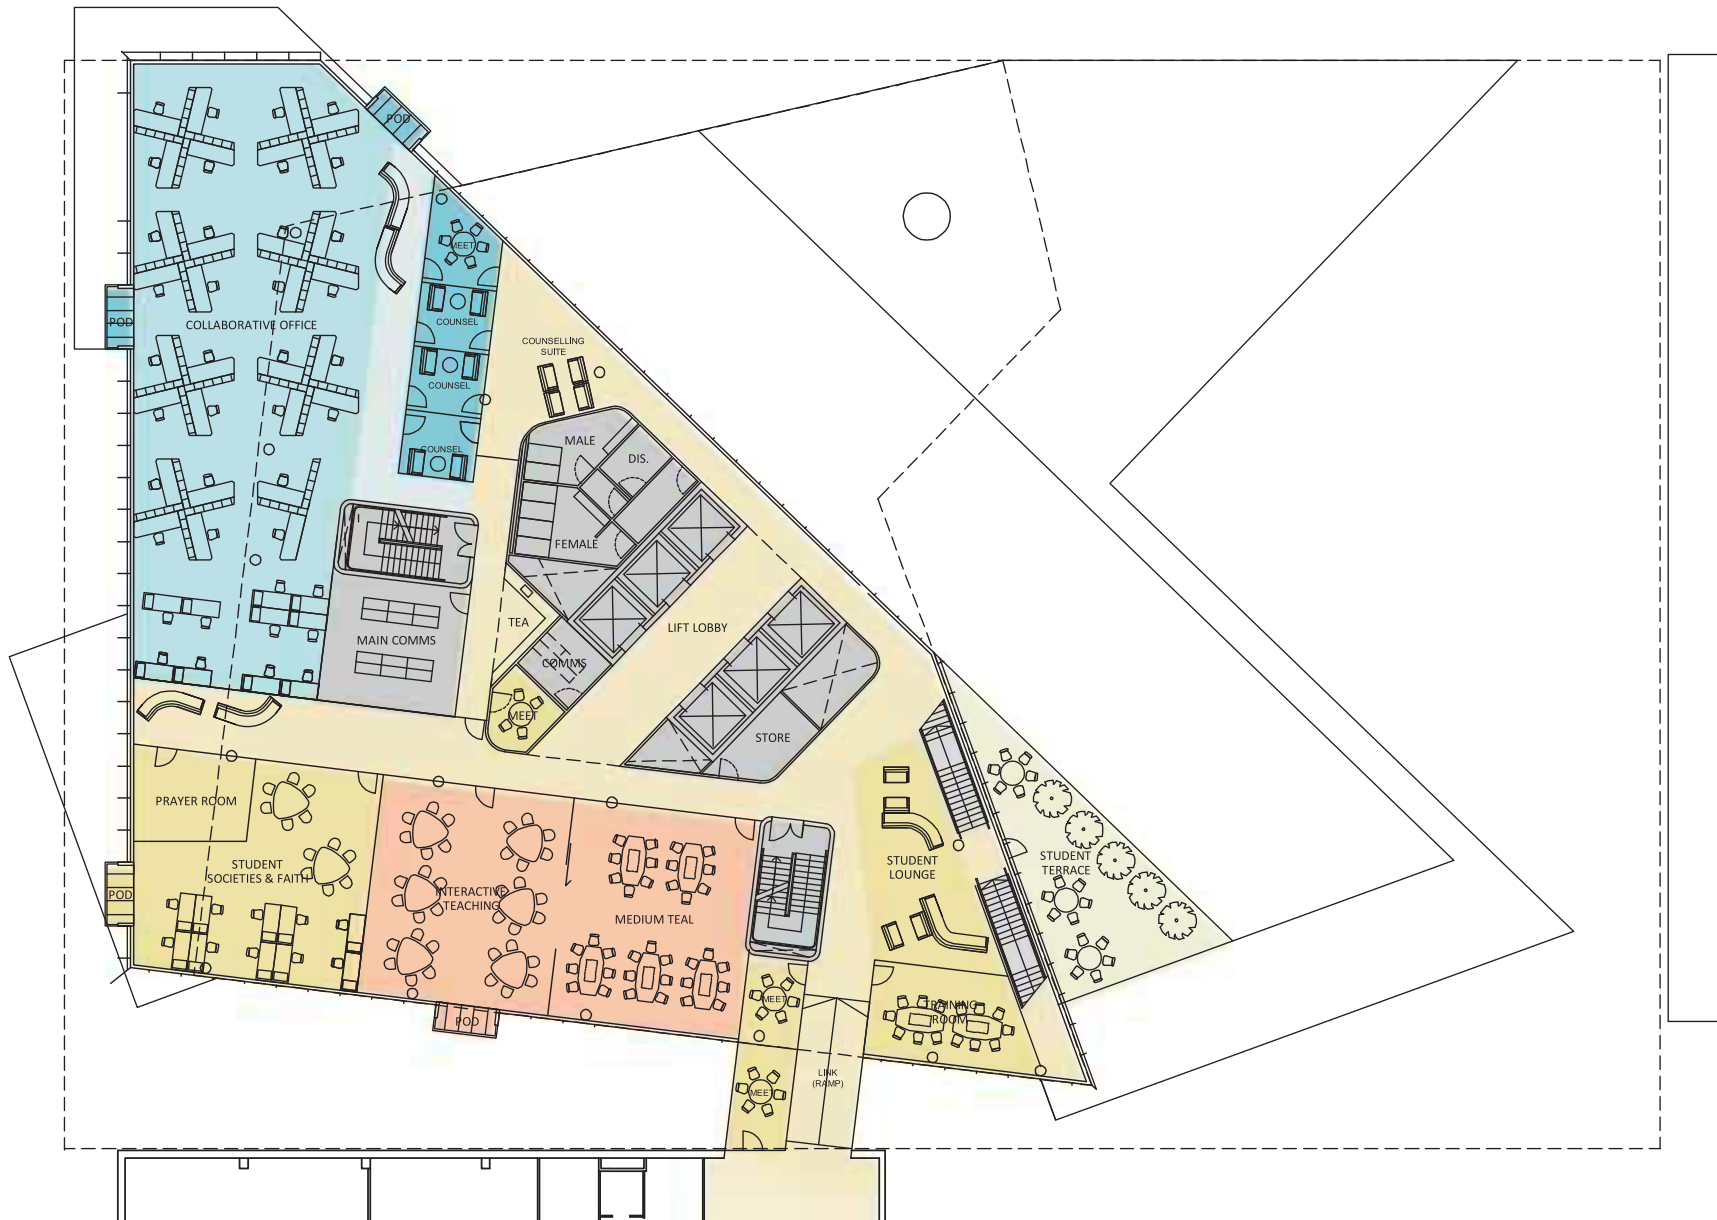 POD
MEET
COUNSEL
POD
COLLABORATIVE OFFICE
COUNSELLING
SUITE
COUNSEL
COUNSEL
MALE
DIS.
FEMALE
TEA
LIFT LOBBY
MAIN COMMS
COMMS
MEET
STORE
PRAYER ROOM
STUDENT
SOCIETIES & FAITH
POD
INTERACTIVE
TEACHING
MEDIUM TEAL
STUDENT
LOUNGE
STUDENT
TERRACE
MEET
TRAINING
ROOM
POD
LINK
(RAMP)
MEET